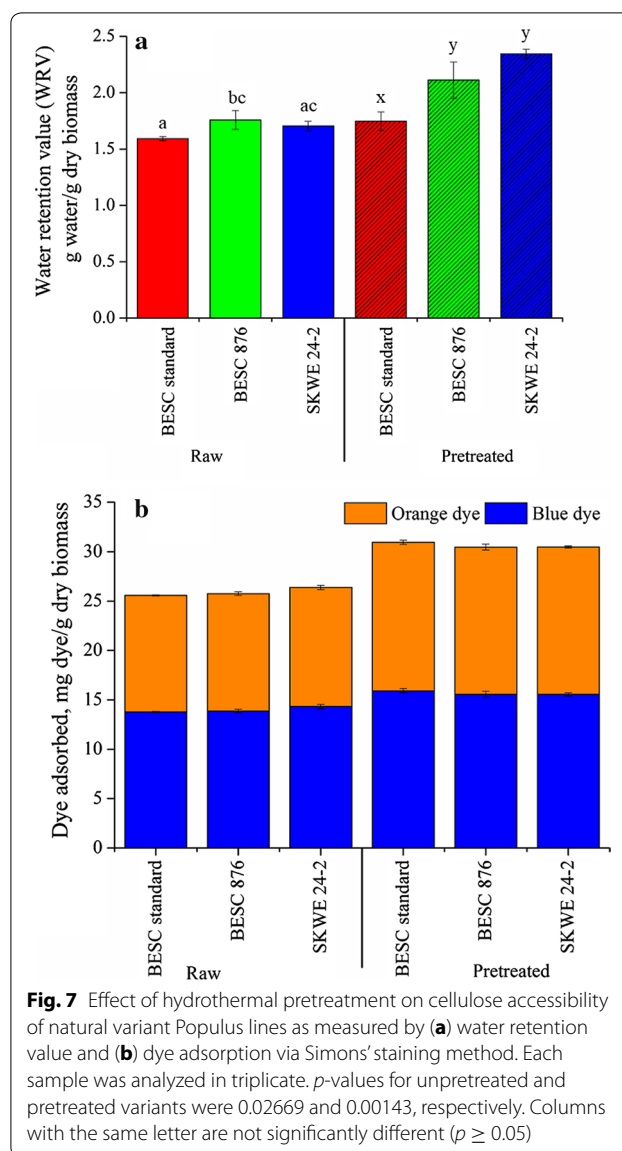 a
Water retention value (WRV)
g water/g dry biomass
2.5
2.0
1.5
1.0
0.5
0.0
a
bc
ac
x
y
y
BESC standard
BESC 876
SKWE 24-2
BESC standard
BESC 876
SKWE 24-2
Raw
Pretreated
b
Orange dye
Blue dye
Dye adsorbed, mg dye/g dry biomass
35
30
25
20
15
10
5
0
BESC standard
BESC 876
SKWE 24-2
BESC standard
BESC 876
SKWE 24-2
Raw
Pretreated
Fig. 7 Effect of hydrothermal pretreatment on cellulose accessibility
of natural variant Populus lines as measured by (a) water retention
value and (b) dye adsorption via Simons' staining method. Each
sample was analyzed in triplicate. p-values for unpretreated and
pretreated variants were 0.02669 and 0.00143, respectively. Columns
with the same letter are not significantly different (p ≥ 0.05)